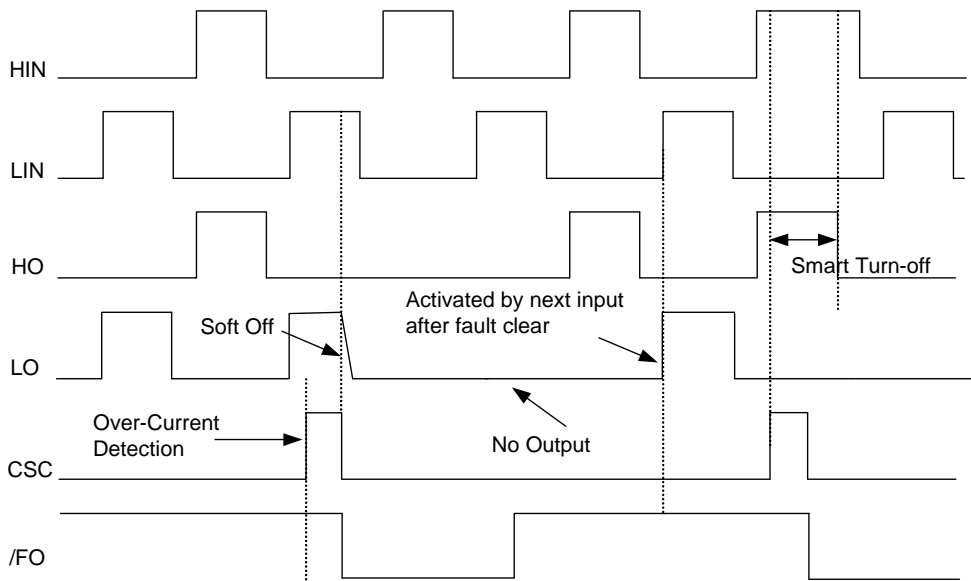 HIN
LIN
HO
Smart Turn-off
Activated by next input
after fault clear
Soft Off
LO
Over-Current
Detection
No Output
CSC
/FO